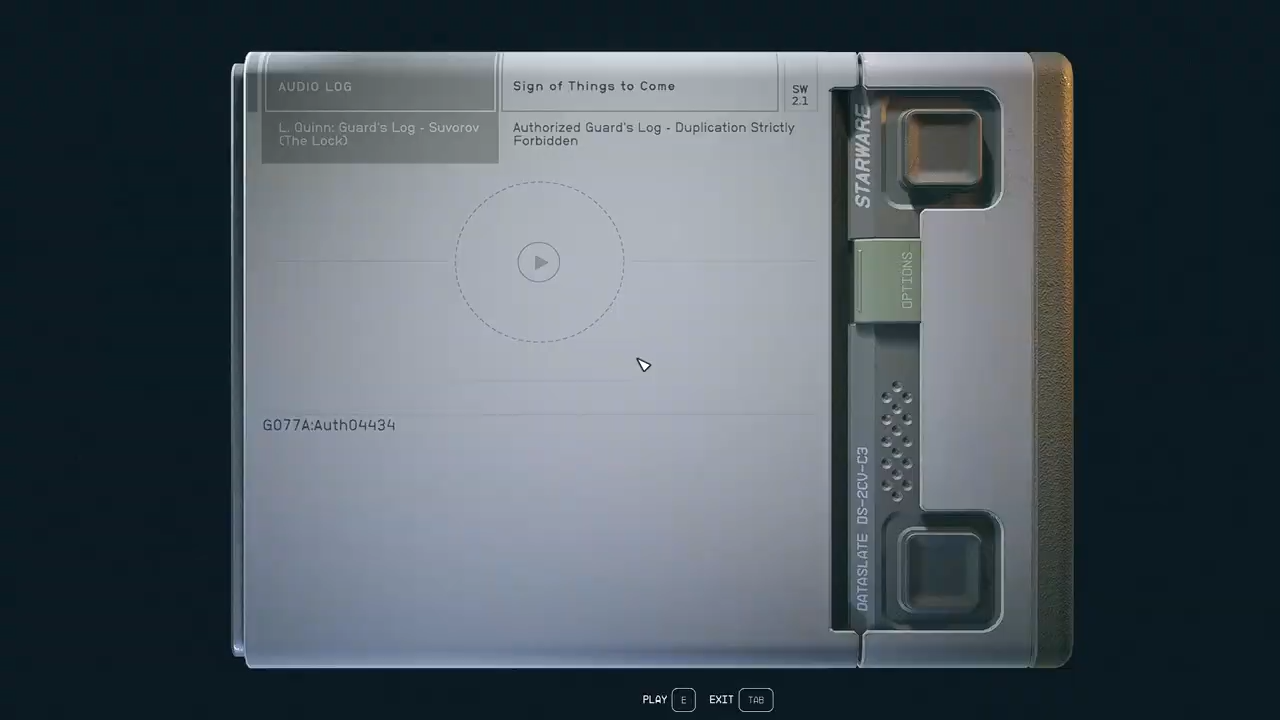 AUDIO LOG
Sign of Things to Come
SW
2.1
L. Quinn: Guard's Log - Suvorov
(The Lock)
Authorized Guard's Log - Duplication Strictly
Forbidden
STARWARE
OPTIONS
G077A:Auth04434
DATASLATE DS-2CV-C3
PLAY E EXIT TAB